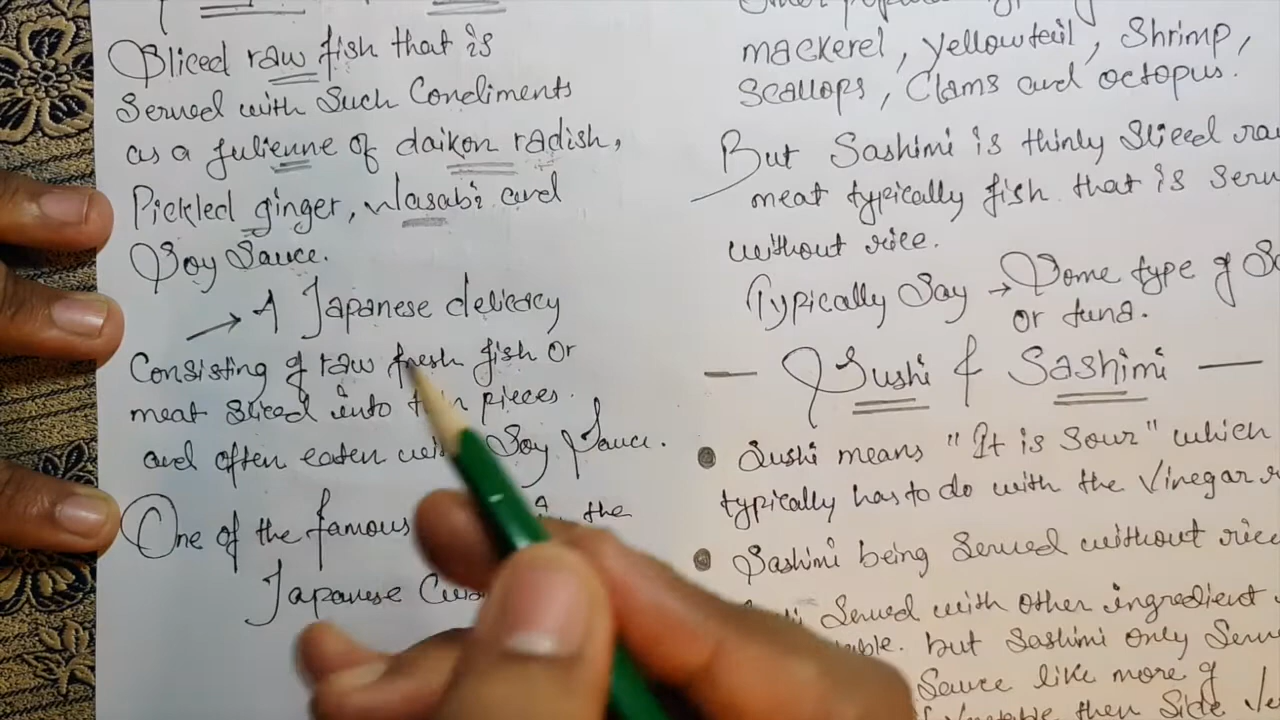 Sliced raw fish that is
Served with Such Condiments
as a julienne of daikon radish,
Pickled ginger, Wasabi and
Soy Sauce.
→ A Japanese delicacy
Consisting of raw fresh fish or
meat sliced into thin pieces.
and often eaten with Soy Sauce.
One of the famous the
Japanese
mackerel, yellowtail, Shrimp,
Scallops, Clams and octopus.
But Sashimi is thinly Sliced
meat typically fish that is
without rice.
Typically Say → Some type of
or tuna.
— Sushi & Sashimi —
• Sushi means "It is sour" which
typically has to do with the Vinegar
• Sashimi being Served without rice
Served with other ingredient
but Sashimi only
Sauce like more of
then Side